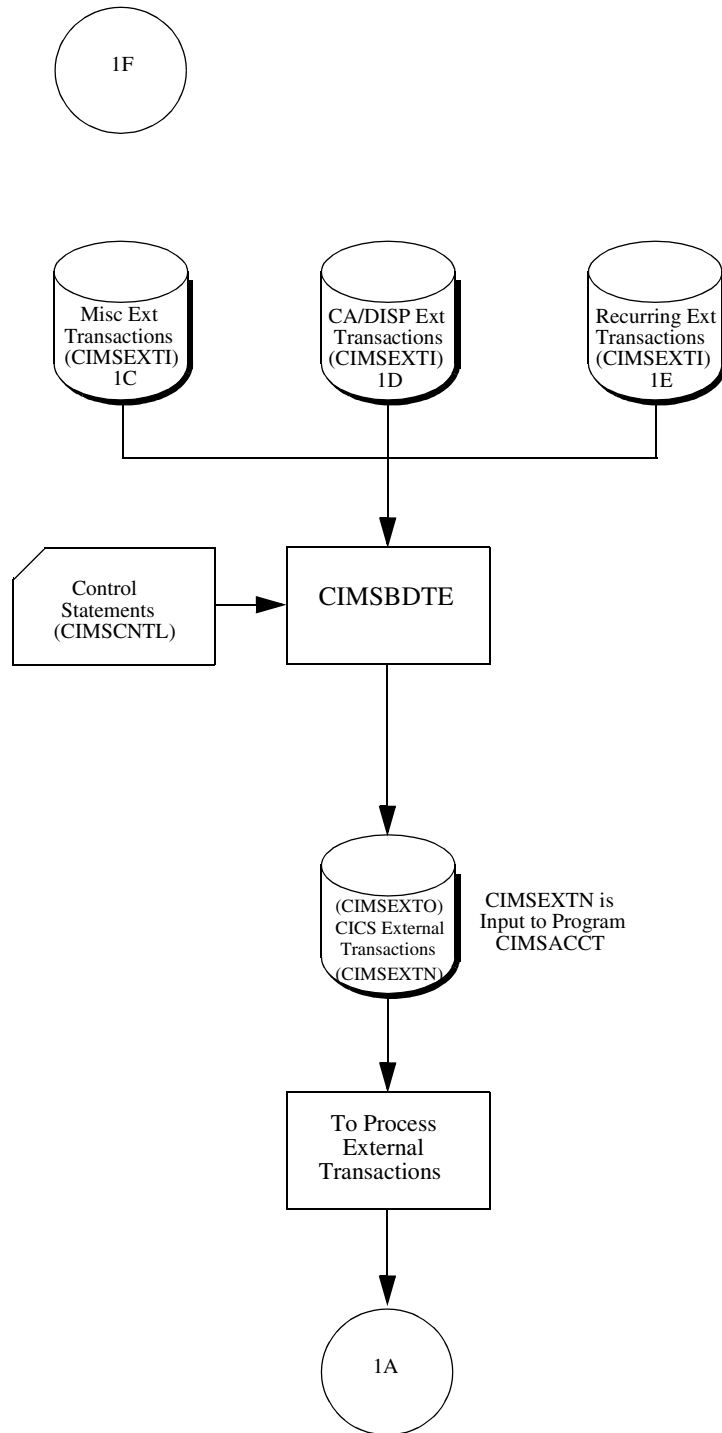 1F
Misc Ext
Transactions
(CIMSEXTI)
1C
CA/DISP Ext
Transactions
(CIMSEXTI)
1D
Recurring Ext
Transactions
(CIMSEXTI)
1E
Control
Statements
(CIMSCNTL)
CIMSBDTE
(CIMSEXTO)
CICS External
Transactions
(CIMSEXTN)
CIMSEXTN is
Input to Program
CIMSACCT
To Process
External
Transactions
1A